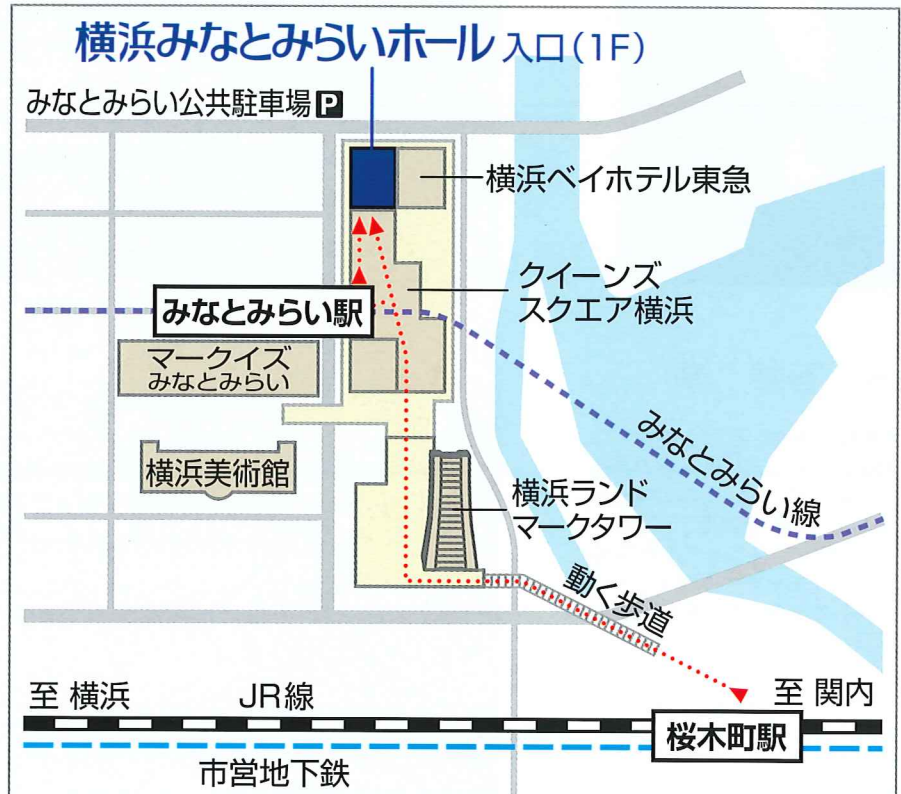 横浜みなとみらいホール 入口(1F)
みなとみらい公共駐車場 P
横浜ベイホテル東急
クイーンズ
スクエア横浜
みなとみらい駅
マークイズ
みなとみらい
みなとみらい線
横浜美術館
横浜ランド
マークタワー
動く歩道
至 横浜
JR線
至 関内
桜木町駅
市営地下鉄